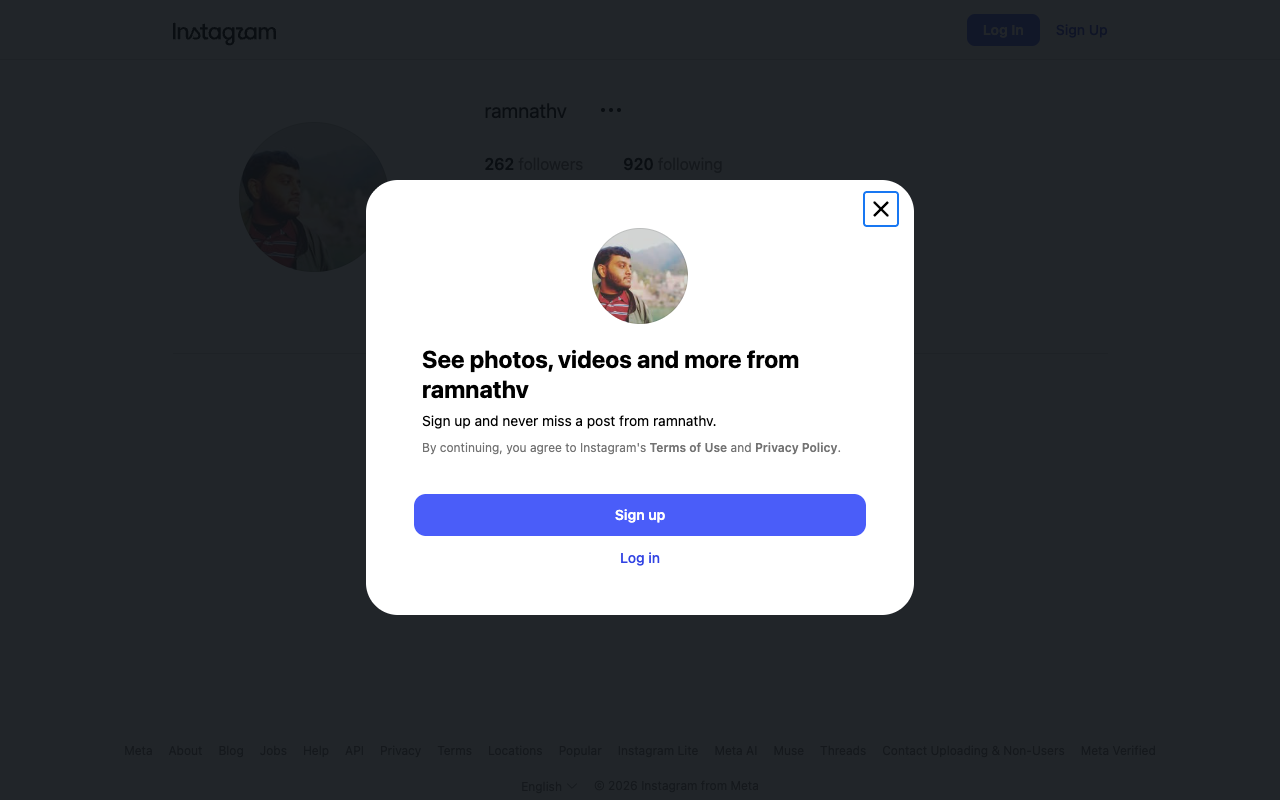 Instagram
Log In
Sign Up
ramnathv
262 followers 920 following
See photos, videos and more from
ramnathv
Sign up and never miss a post from ramnathv.
By continuing, you agree to Instagram's Terms of Use and Privacy Policy.
Sign up
Log in
Meta About Blog Jobs Help API Privacy Terms Locations Popular Instagram Lite Meta AI Muse Threads Contact Uploading & Non-Users Meta Verified
English © 2026 Instagram from Meta